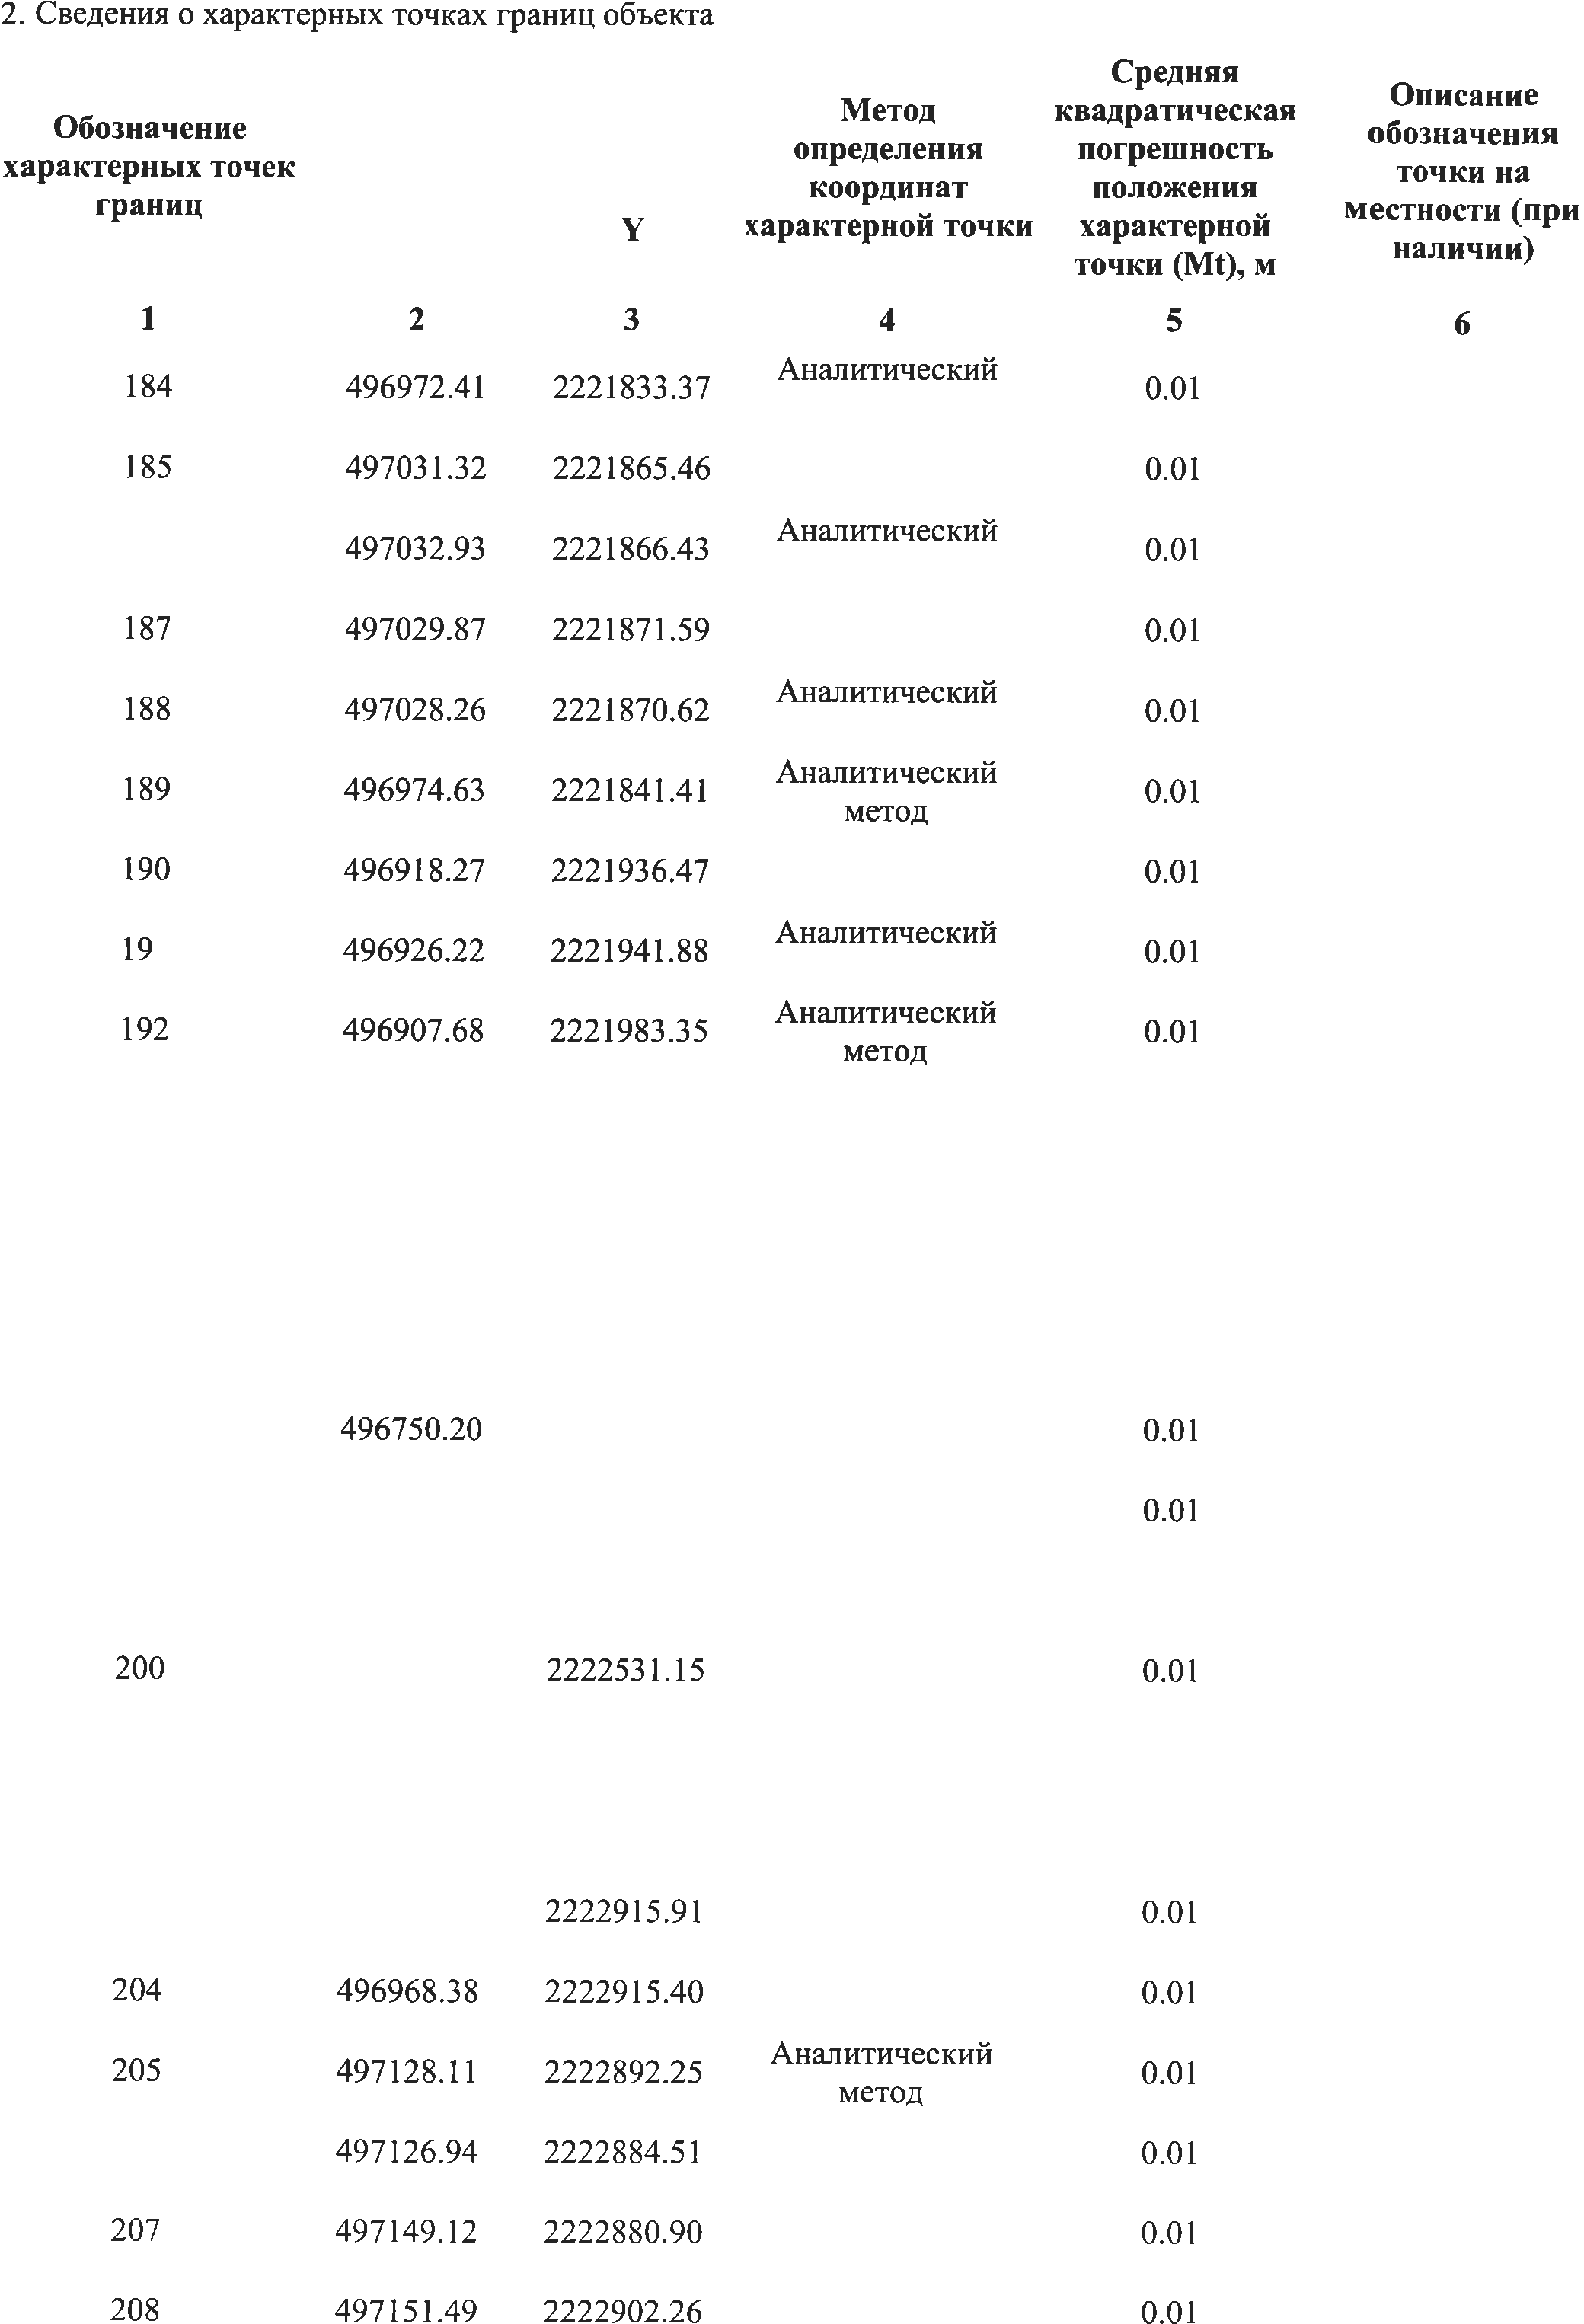 2. Сведения о характерных точках границ объекта
Обозначение характерных точек границ
Y
Метод определения координат характерной точки
Средняя квадратическая погрешность положения характерной точки (Mt), м
Описание обозначения точки на местности (при наличии)
1 2 3 4 5 6
184 496972.41 2221833.37 Аналитический 0.01
185 497031.32 2221865.46 0.01
497032.93 2221866.43 Аналитический 0.01
187 497029.87 2221871.59 0.01
188 497028.26 2221870.62 Аналитический 0.01
189 496974.63 2221841.41 Аналитический метод 0.01
190 496918.27 2221936.47 0.01
19 496926.22 2221941.88 Аналитический 0.01
192 496907.68 2221983.35 Аналитический метод 0.01
496750.20 0.01
0.01
200 2222531.15 0.01
2222915.91 0.01
204 496968.38 2222915.40 0.01
205 497128.11 2222892.25 Аналитический метод 0.01
497126.94 2222884.51 0.01
207 497149.12 2222880.90 0.01
208 497151.49 2222902.26 0.01